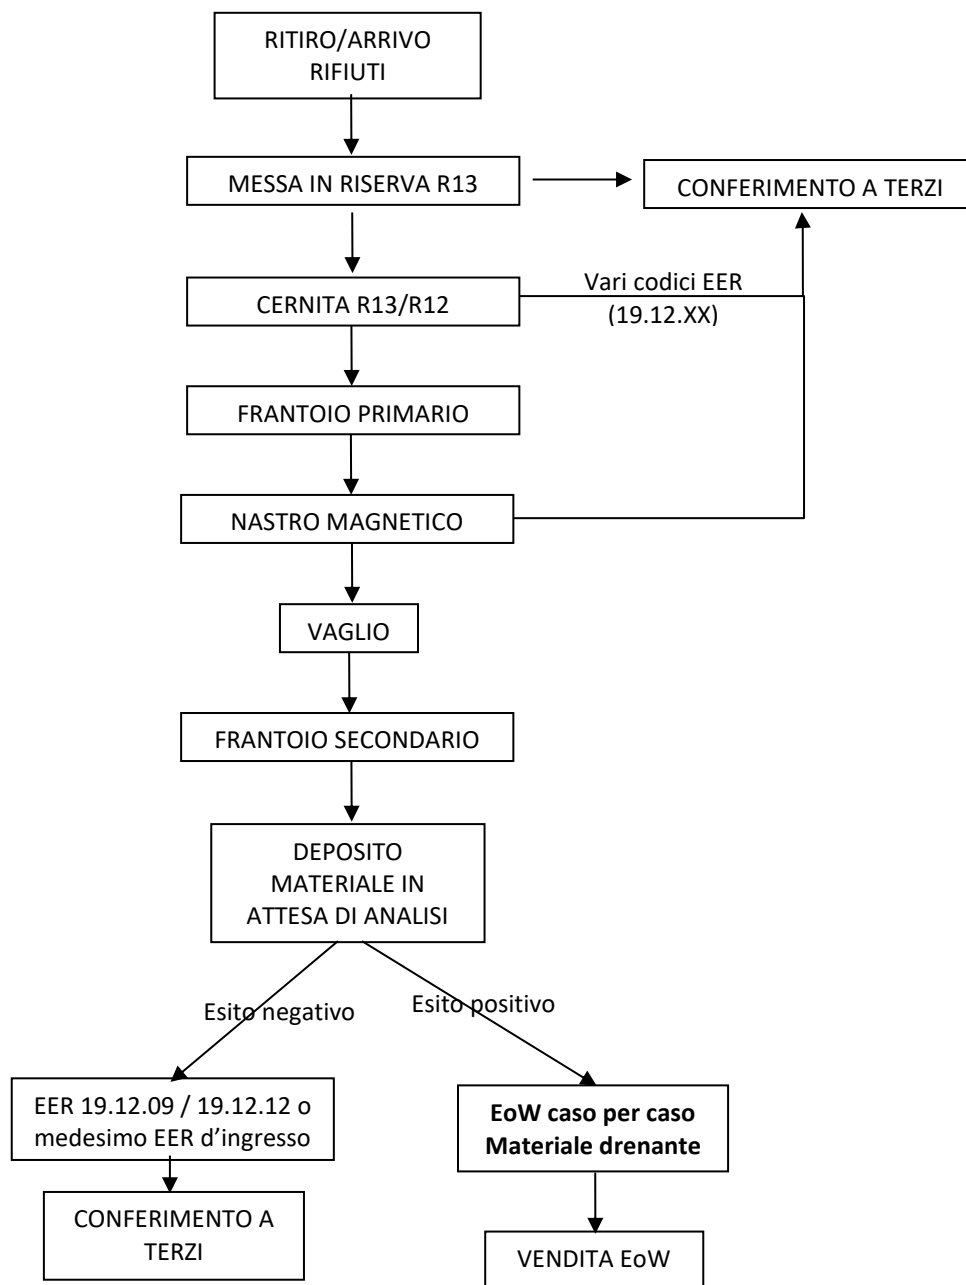 RITIRO/ARRIVO
RIFIUTI
MESSA IN RISERVA R13
CONFERIMENTO A TERZI
CERNITA R13/R12
Vari codici EER
(19.12.XX)
FRANTOIO PRIMARIO
NASTRO MAGNETICO
VAGLIO
FRANTOIO SECONDARIO
DEPOSITO
MATERIALE IN
ATTESA DI ANALISI
Esito negativo
Esito positivo
EER 19.12.09 / 19.12.12 o
medesimo EER d’ingresso
EoW caso per caso
Materiale drenante
CONFERIMENTO A
TERZI
VENDITA EoW